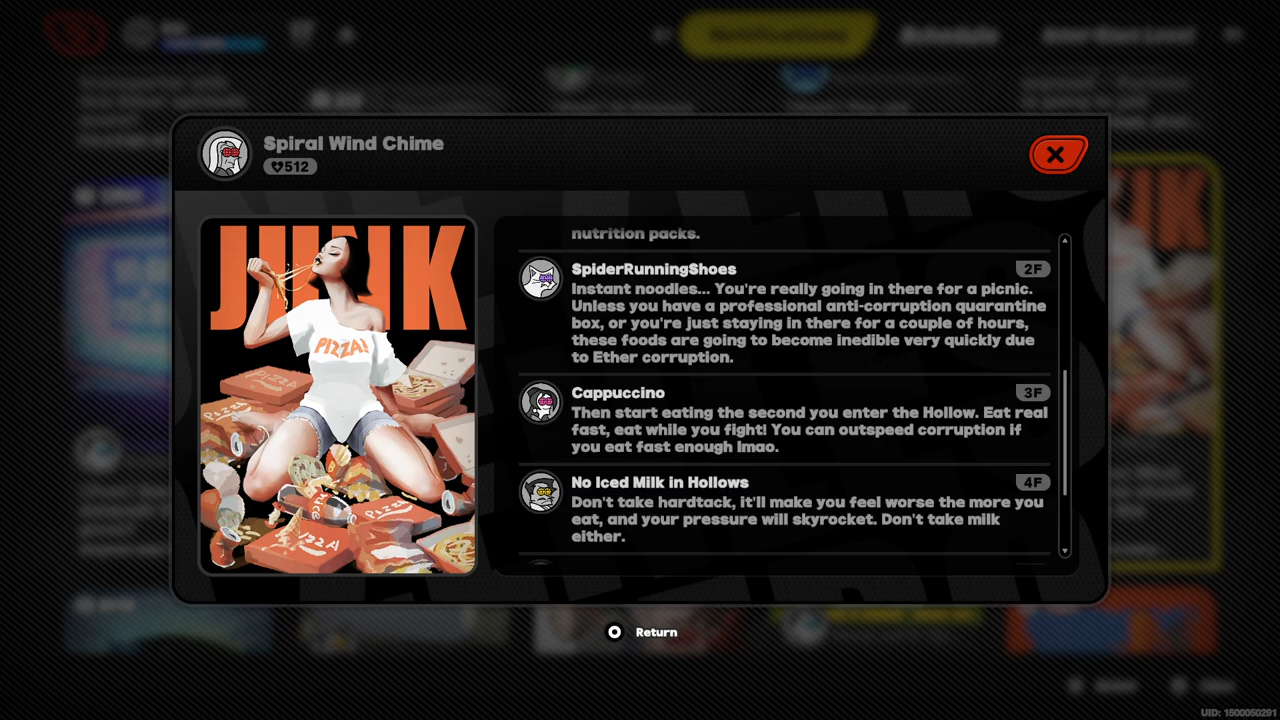 Spiral Wind Chime
512
JUNK
PIZZA!
PIZZA
PIZZA
Pizza
PIZZA
nutrition packs.
SpiderRunningShoes
2F
Instant noodles... You're really going in there for a picnic.
Unless you have a professional anti-corruption quarantine
box, or you're just staying in there for a couple of hours,
these foods are going to become inedible very quickly due
to Ether corruption.
Cappuccino
3F
Then start eating the second you enter the Hollow. Eat real
fast, eat while you fight! You can outspeed corruption if
you eat fast enough lmao.
No Iced Milk in Hollows
4F
Don't take hardtack, it'll make you feel worse the more you
eat, and your pressure will skyrocket. Don't take milk
either.
Return
UID: 1500050291